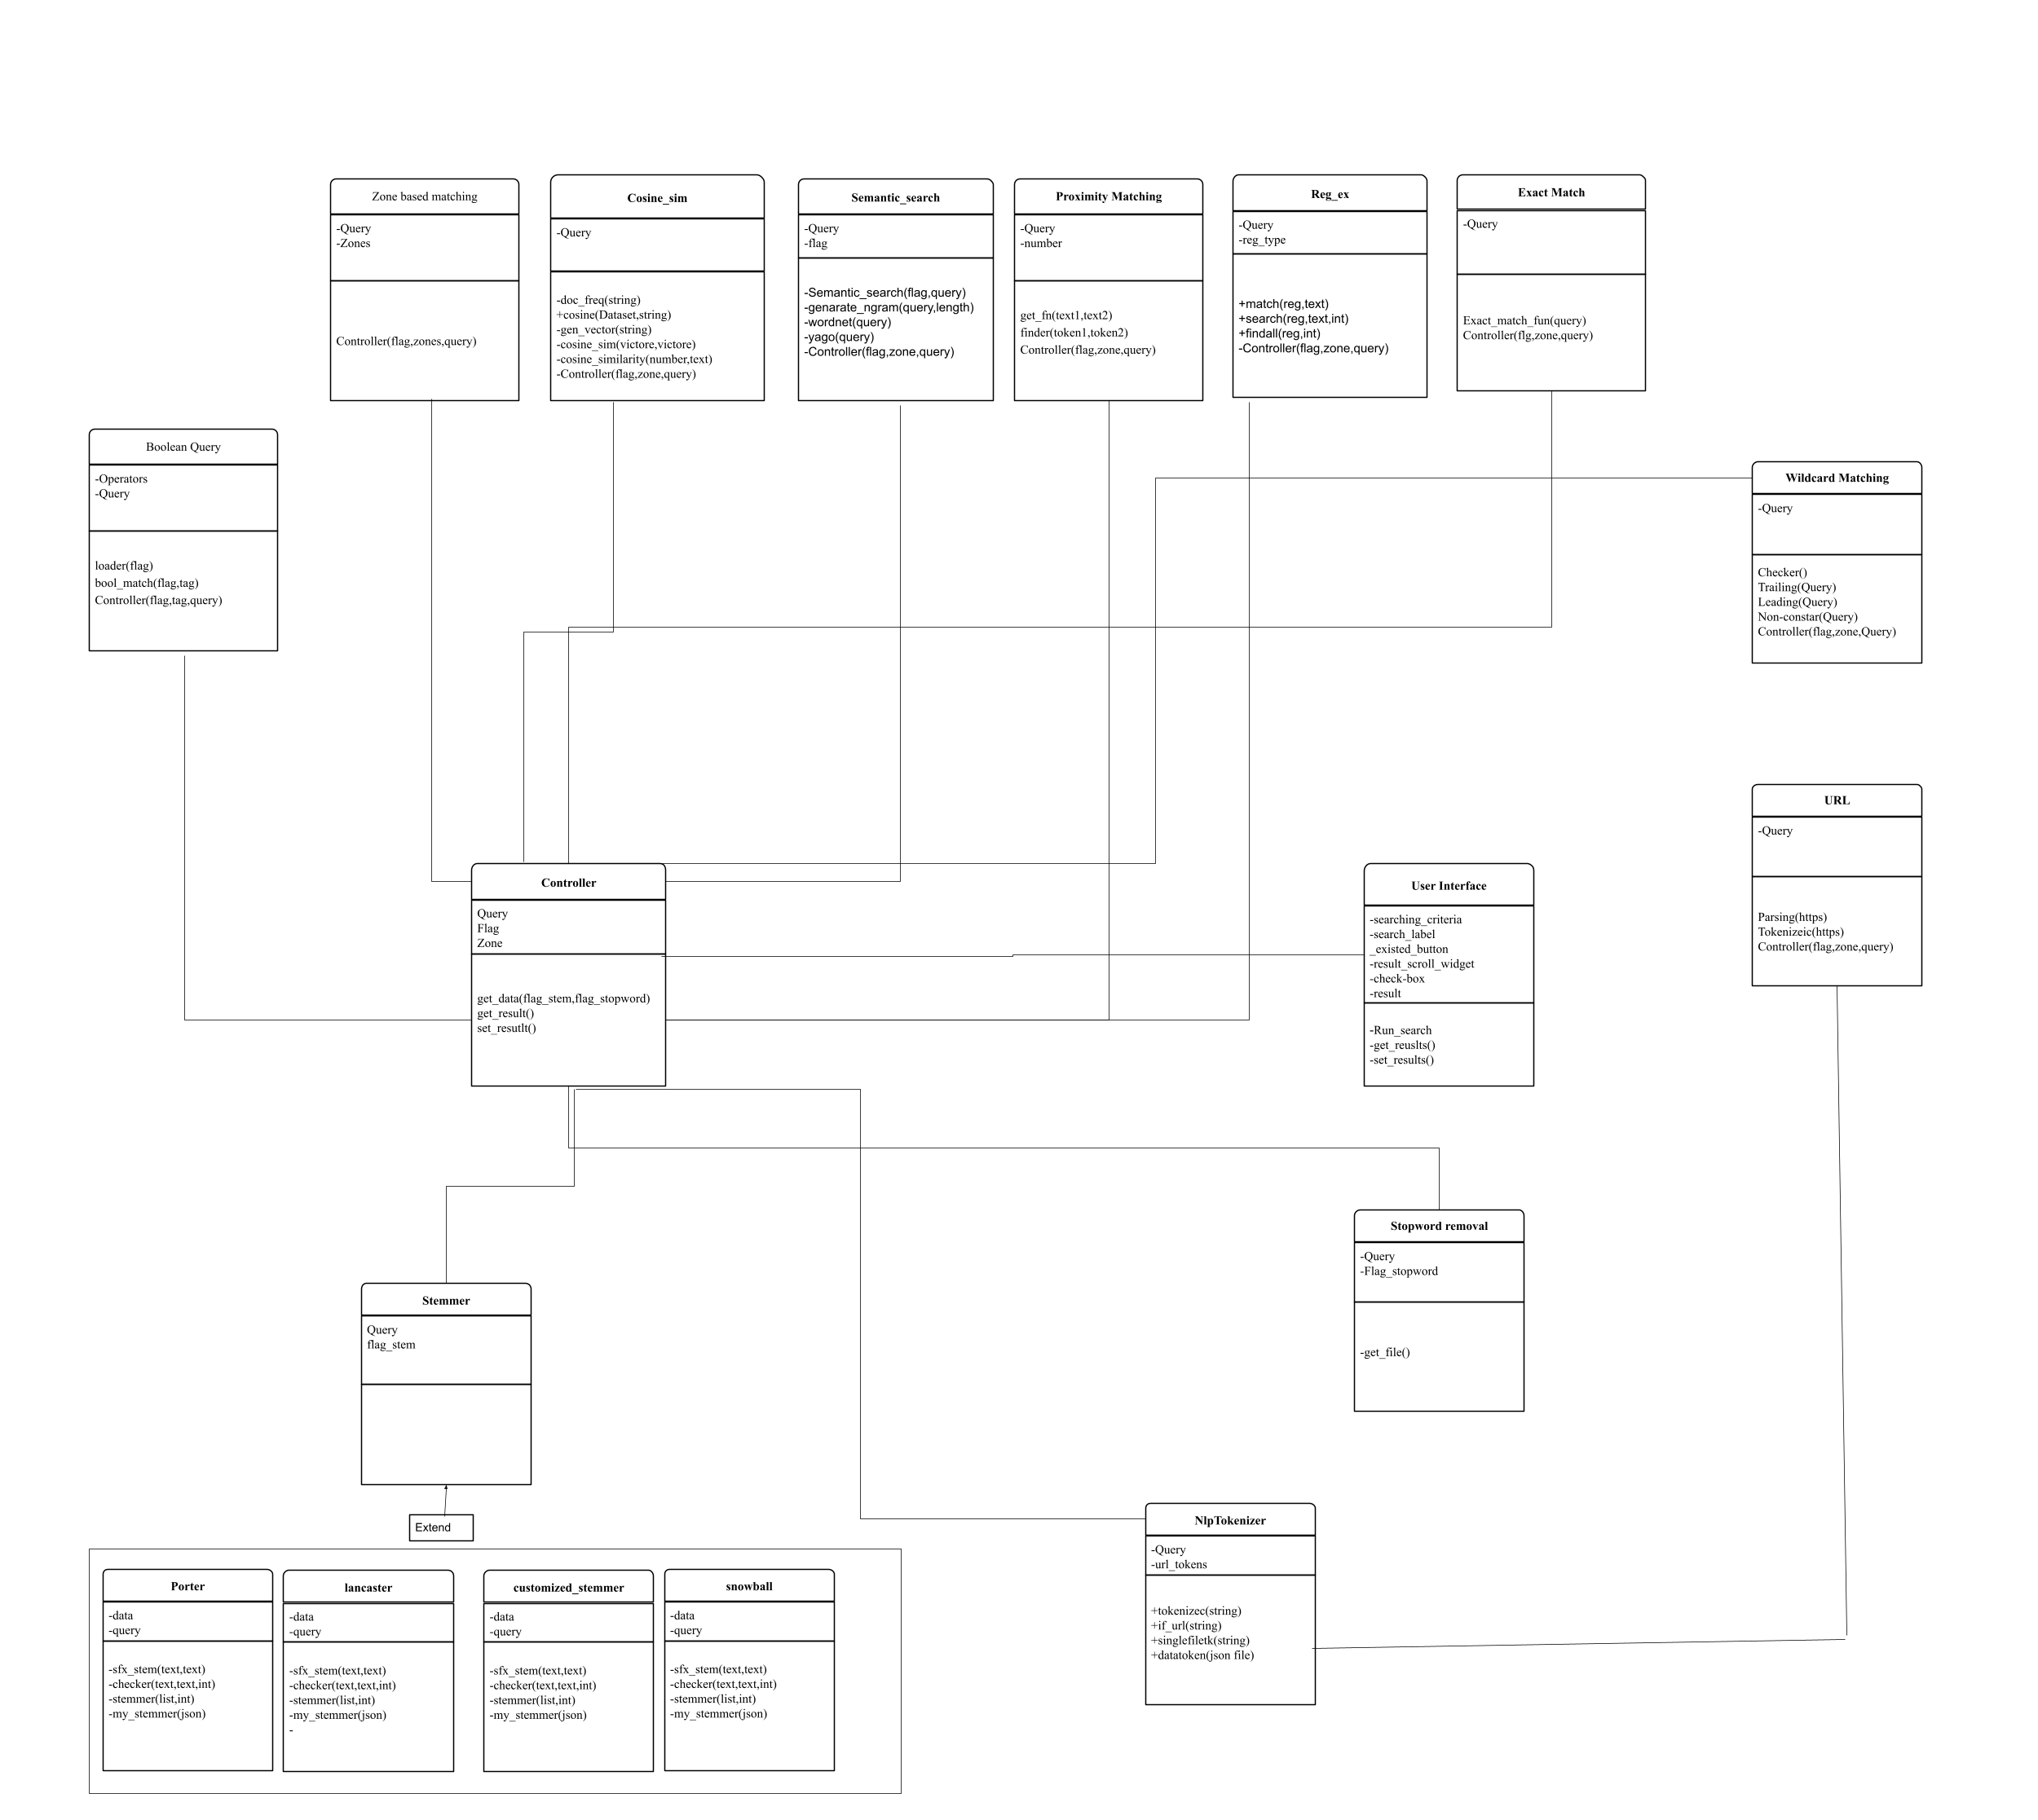 Zone based matching
-Query
-Zones
Controller(flag,zones,query)
Cosine_sim
-Query
-doc_freq(string)
+cosine(Dataset,string)
-gen_vector(string)
-cosine_sim(victore,victore)
-cosine_similarity(number,text)
-Controller(flag,zone,query)
Semantic_search
-Query
-flag
-Semantic_search(flag,query)
-genarate_ngram(query,length)
-wordnet(query)
-yago(query)
-Controller(flag,zone,query)
Proximity Matching
-Query
-number
get_fn(text1,text2)
finder(token1,token2)
Controller(flag,zone,query)
Reg_ex
-Query
-reg_type
+match(reg,text)
+search(reg,text,int)
+findall(reg,int)
-Controller(flag,zone,query)
Exact Match
-Query
Exact_match_fun(query)
Controller(flg,zone,query)
Boolean Query
-Operators
-Query
loader(flag)
bool_match(flag,tag)
Controller(flag,tag,query)
Wildcard Matching
-Query
Checker()
Trailing(Query)
Leading(Query)
Non-constar(Query)
Controller(flag,zone,Query)
URL
-Query
Parsing(https)
Tokenizeic(https)
Controller(flag,zone,query)
Controller
Query
Flag
Zone
get_data(flag_stem,flag_stopword)
get_result()
set_resutlt()
User Interface
-searching_criteria
-search_label
_existed_button
-result_scroll_widget
-check-box
-result
-Run_search
-get_reuslts()
-set_results()
Stopword removal
-Query
-Flag_stopword
-get_file()
Stemmer
Query
flag_stem
Extend
NlpTokenizer
-Query
-url_tokens
+tokenizec(string)
+if_url(string)
+singlefiletk(string)
+datatoken(json file)
Porter
-data
-query
-sfx_stem(text,text)
-checker(text,text,int)
-stemmer(list,int)
-my_stemmer(json)
lancaster
-data
-query
-sfx_stem(text,text)
-checker(text,text,int)
-stemmer(list,int)
-my_stemmer(json)
-
customized_stemmer
-data
-query
-sfx_stem(text,text)
-checker(text,text,int)
-stemmer(list,int)
-my_stemmer(json)
snowball
-data
-query
-sfx_stem(text,text)
-checker(text,text,int)
-stemmer(list,int)
-my_stemmer(json)